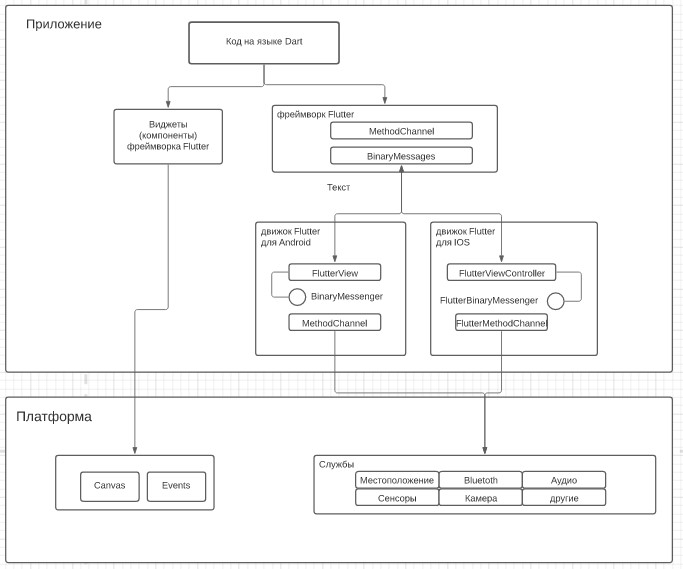 Приложение
Код на языке Dart
Виджеты
(компоненты)
фреймворка Flutter
фреймворк Flutter
MethodChannel
BinaryMessages
Текст
движок Flutter
для Android
FlutterView
BinaryMessenger
MethodChannel
движок Flutter
для IOS
FlutterViewController
FlutterBinaryMessenger
FlutterMethodChannel
Платформа
Canvas
Events
Службы
Местоположение
Bluetoth
Аудио
Сенсоры
Камера
другие